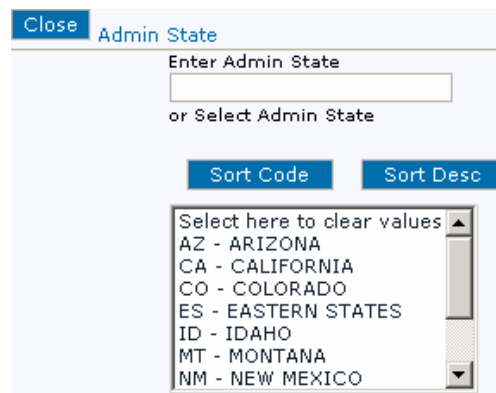 Close Admin State
Enter Admin State
or Select Admin State
Sort Code Sort Desc
Select here to clear values
AZ - ARIZONA
CA - CALIFORNIA
CO - COLORADO
ES - EASTERN STATES
ID - IDAHO
MT - MONTANA
NM - NEW MEXICO